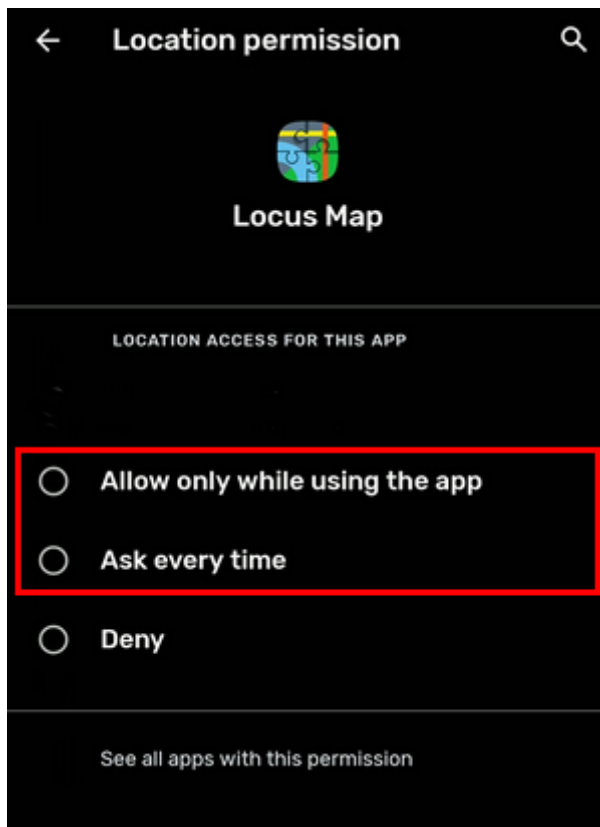 Location permission
Locus Map
LOCATION ACCESS FOR THIS APP
Allow only while using the app
Ask every time
Deny
See all apps with this permission